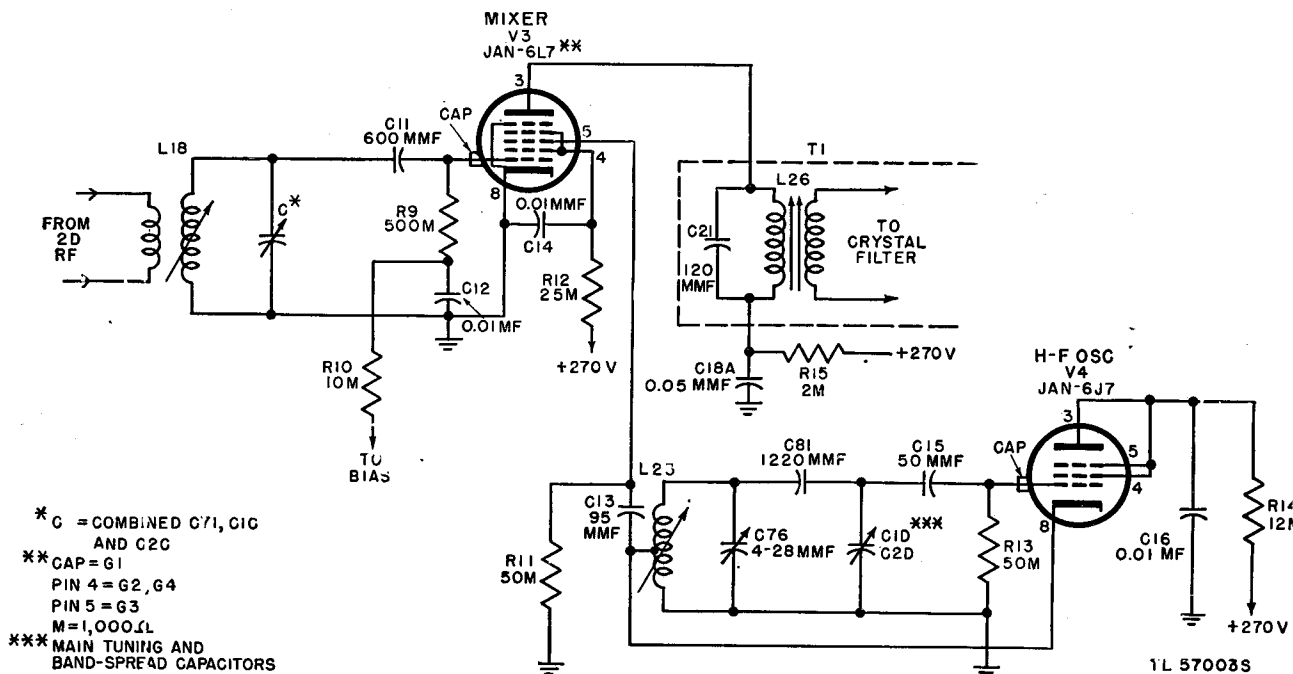 MIXER
V3
JAN-6L7**
3
CAP
5
4
8
C11
600 MMF
L18
FROM
2D
RF
C*
R9
500M
0.01MMF
C14
C12
0.01MF
R12
25M
+270V
R10
10M
TO
BIAS
T1
L26
C21
120
MMF
TO
CRYSTAL
FILTER
C18A
0.05 MMF
R15
2M
+270V
H-F OSC
V4
JAN-6J7
3
CAP
5
4
8
L23
C13
95
MMF
C81
1220 MMF
C15
50 MMF
C76
4-28MMF
C1D
C2D
***
R13
50M
R11
50M
C16
0.01 MF
R14
12M
+270V
*C = COMBINED C71, C1C
AND C2C
**CAP = G1
PIN 4 = G2, G4
PIN 5 = G3
M = 1,000Ω
***MAIN TUNING AND
BAND-SPREAD CAPACITORS
TL 57003S